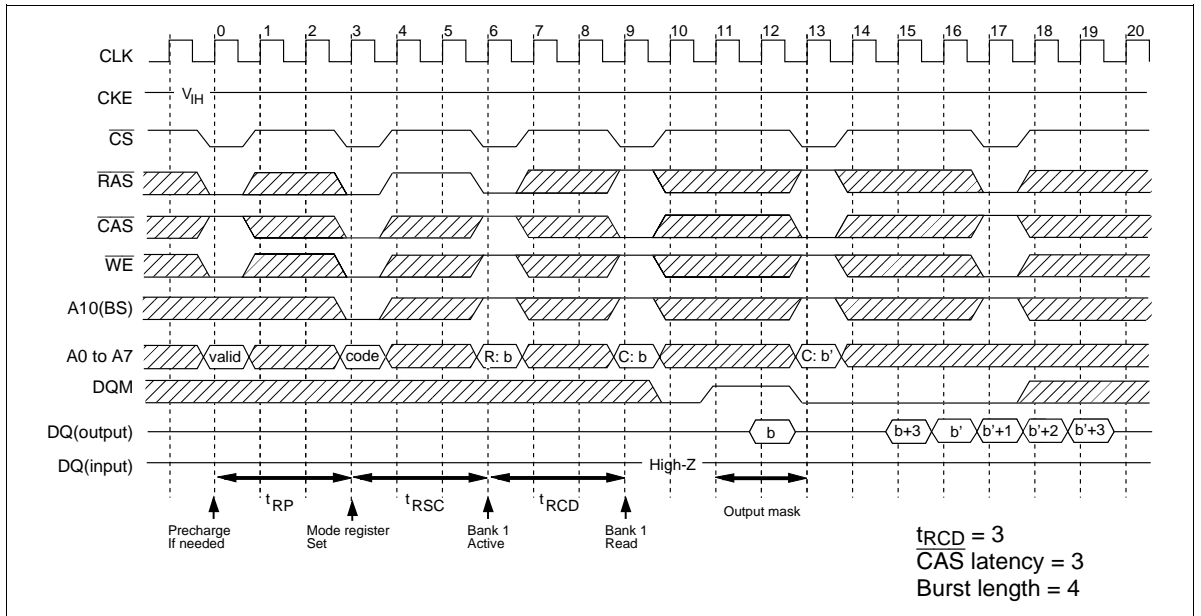 0 1 2 3 4 5 6 7 8 9 10 11 12 13 14 15 16 17 18 19 20
CLK
CKE VIH
CS
RAS
CAS
WE
A10(BS)
A0 to A7 valid code R: b C: b C: b'
DQM
DQ(output) b b+3 b' b'+1 b'+2 b'+3
DQ(input) High-Z
tRP tRSC tRCD Output mask
Precharge If needed
Mode register Set
Bank 1 Active
Bank 1 Read
tRCD = 3
CAS latency = 3
Burst length = 4